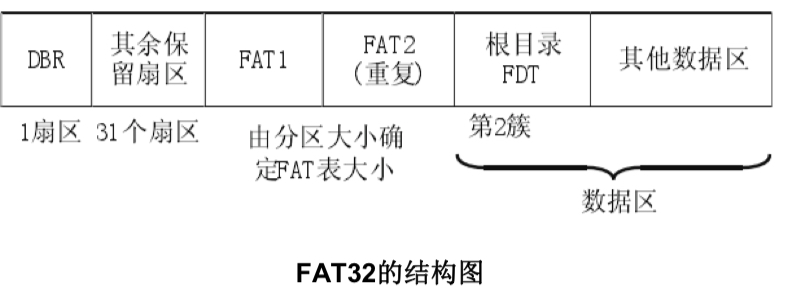 DBR
其余保
留扇区
FAT1
FAT2
(重复)
根目录
FDT
其他数据区
1扇区
31个扇区
由分区大小确
定FAT表大小
第2簇
数据区
FAT32的结构图